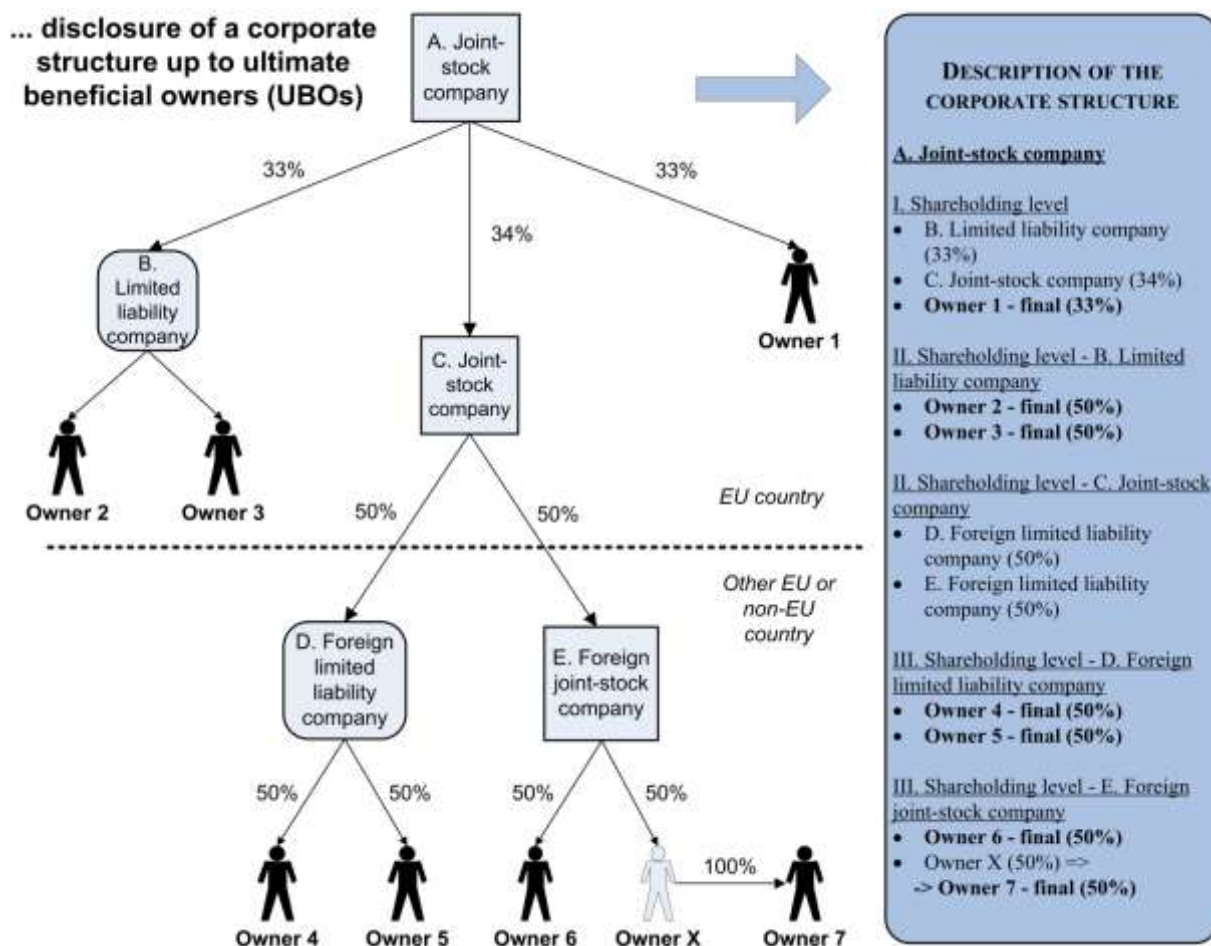 ... disclosure of a corporate
structure up to ultimate
beneficial owners (UBOs)
A. Joint-
stock
company
33%
34%
33%
B.
Limited
liability
company
Owner 1
C. Joint-
stock
company
Owner 2
Owner 3
50%
50%
EU country
Other EU or
non-EU
country
D. Foreign
limited
liability
company
E. Foreign
joint-stock
company
50%
50%
50%
50%
100%
Owner 4
Owner 5
Owner 6
Owner X
Owner 7
DESCRIPTION OF THE
CORPORATE STRUCTURE
A. Joint-stock company
I. Shareholding level
• B. Limited liability company
(33%)
• C. Joint-stock company (34%)
• Owner 1 - final (33%)
II. Shareholding level - B. Limited
liability company
• Owner 2 - final (50%)
• Owner 3 - final (50%)
II. Shareholding level - C. Joint-stock
company
• D. Foreign limited liability
company (50%)
• E. Foreign limited liability
company (50%)
III. Shareholding level - D. Foreign
limited liability company
• Owner 4 - final (50%)
• Owner 5 - final (50%)
III. Shareholding level - E. Foreign
joint-stock company
• Owner 6 - final (50%)
• Owner X (50%) =>
-> Owner 7 - final (50%)